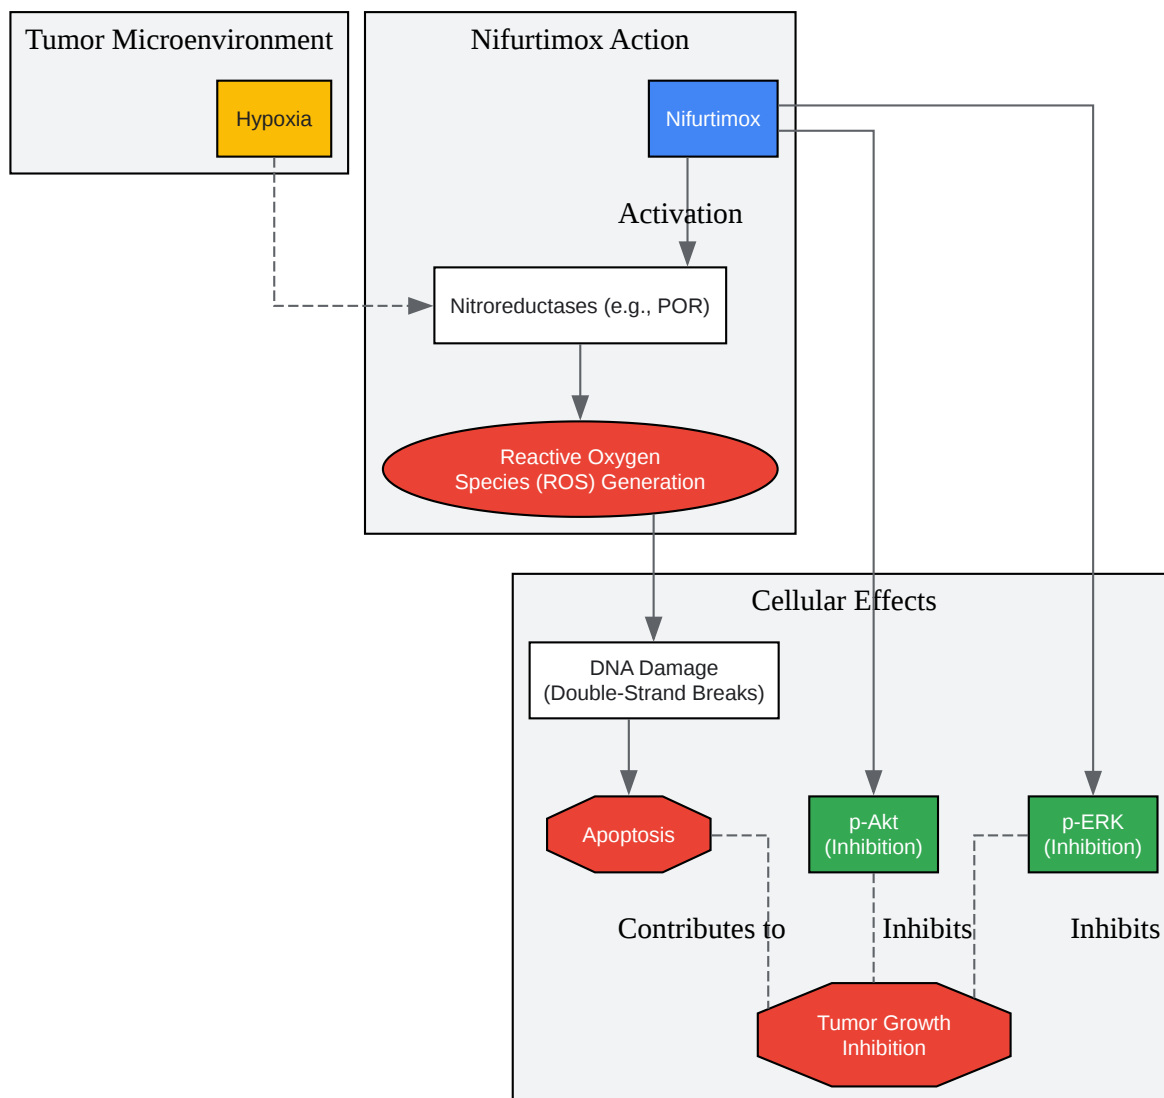 Tumor Microenvironment
Nifurtimox Action
Hypoxia
Nifurtimox
Activation
Nitroreductases (e.g., POR)
Reactive Oxygen
Species (ROS) Generation
Cellular Effects
DNA Damage
(Double-Strand Breaks)
Apoptosis
p-Akt
(Inhibition)
p-ERK
(Inhibition)
Contributes to
Inhibits
Inhibits
Tumor Growth
Inhibition